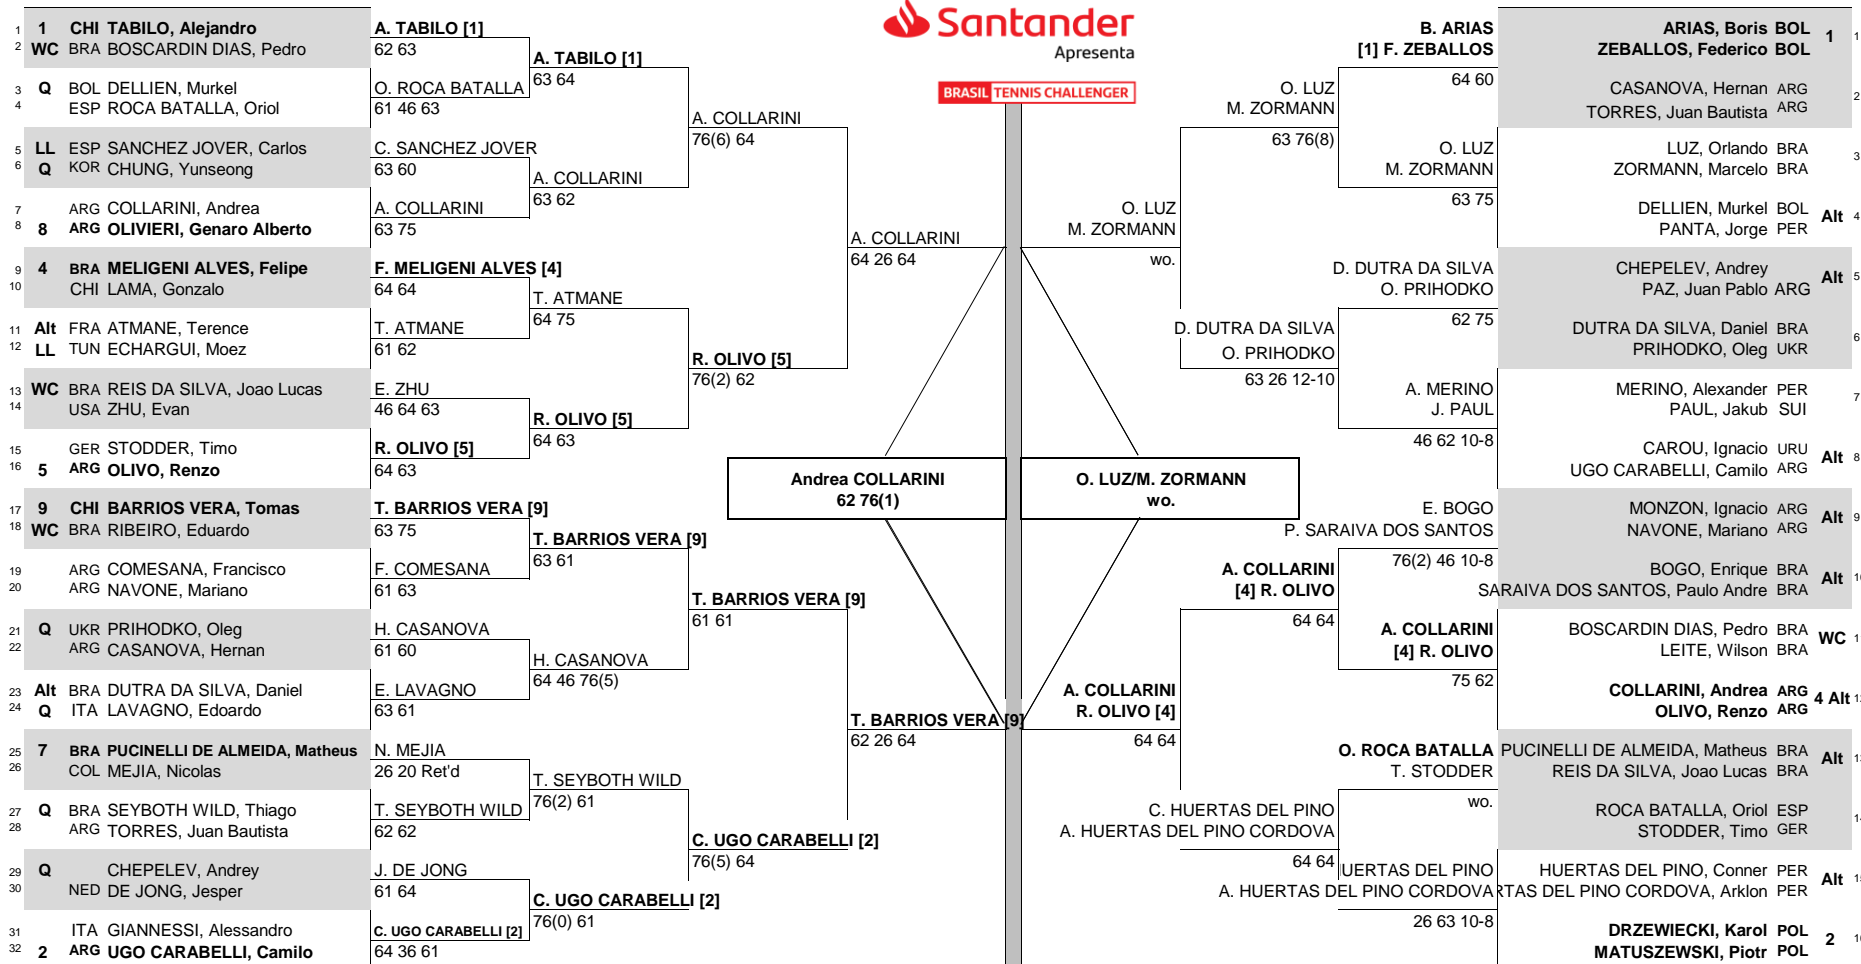 Santander
Apresenta
BRASIL TENNIS CHALLENGER
1 1 CHI TABILO, Alejandro
2 WC BRA BOSCARDIN DIAS, Pedro
3 Q BOL DELLIEN, Murkel
4 ESP ROCA BATALLA, Oriol
5 LL ESP SANCHEZ JOVER, Carlos
6 Q KOR CHUNG, Yunseong
7 ARG COLLARINI, Andrea
8 8 ARG OLIVIERI, Genaro Alberto
9 4 BRA MELIGENI ALVES, Felipe
10 CHI LAMA, Gonzalo
11 Alt FRA ATMANE, Terence
12 LL TUN ECHARGUI, Moez
13 WC BRA REIS DA SILVA, Joao Lucas
14 USA ZHU, Evan
15 GER STODDER, Timo
16 5 ARG OLIVO, Renzo
17 9 CHI BARRIOS VERA, Tomas
18 WC BRA RIBEIRO, Eduardo
19 ARG COMESANA, Francisco
20 ARG NAVONE, Mariano
21 Q UKR PRIHODKO, Oleg
22 ARG CASANOVA, Hernan
23 Alt BRA DUTRA DA SILVA, Daniel
24 Q ITA LAVAGNO, Edoardo
25 7 BRA PUCINELLI DE ALMEIDA, Matheus
26 COL MEJIA, Nicolas
27 Q BRA SEYBOTH WILD, Thiago
28 ARG TORRES, Juan Bautista
29 Q CHEPELEV, Andrey
30 NED DE JONG, Jesper
31 ITA GIANNESSI, Alessandro
32 2 ARG UGO CARABELLI, Camilo
A. TABILO [1]
62 63
O. ROCA BATALLA
61 46 63
C. SANCHEZ JOVER
63 60
A. COLLARINI
63 75
F. MELIGENI ALVES [4]
64 64
T. ATMANE
61 62
E. ZHU
46 64 63
R. OLIVO [5]
64 63
T. BARRIOS VERA [9]
63 75
F. COMESANA
61 63
H. CASANOVA
61 60
E. LAVAGNO
63 61
N. MEJIA
26 20 Ret'd
T. SEYBOTH WILD
62 62
J. DE JONG
61 64
C. UGO CARABELLI [2]
64 36 61
A. TABILO [1]
63 64
A. COLLARINI
63 62
T. ATMANE
64 75
R. OLIVO [5]
64 63
T. BARRIOS VERA [9]
63 61
H. CASANOVA
64 46 76(5)
T. SEYBOTH WILD
76(2) 61
C. UGO CARABELLI [2]
76(0) 61
A. COLLARINI
76(6) 64
R. OLIVO [5]
76(2) 62
T. BARRIOS VERA [9]
61 61
C. UGO CARABELLI [2]
76(5) 64
A. COLLARINI
64 26 64
T. BARRIOS VERA [9]
62 26 64
Andrea COLLARINI
62 76(1)
O. LUZ/M. ZORMANN
wo.
O. LUZ
M. ZORMANN
wo.
A. COLLARINI
R. OLIVO [4]
64 64
O. LUZ
M. ZORMANN
63 76(8)
D. DUTRA DA SILVA
O. PRIHODKO
63 26 12-10
A. COLLARINI
[4] R. OLIVO
64 64
C. HUERTAS DEL PINO
A. HUERTAS DEL PINO CORDOVA
64 64
B. ARIAS
[1] F. ZEBALLOS
64 60
O. LUZ
M. ZORMANN
63 75
D. DUTRA DA SILVA
O. PRIHODKO
62 75
A. MERINO
J. PAUL
46 62 10-8
E. BOGO
P. SARAIVA DOS SANTOS
76(2) 46 10-8
A. COLLARINI
[4] R. OLIVO
75 62
O. ROCA BATALLA
T. STODDER
wo.
UERTAS DEL PINO
A. HUERTAS DEL PINO CORDOVA
26 63 10-8
ARIAS, Boris BOL 1 1
ZEBALLOS, Federico BOL
CASANOVA, Hernan ARG 2
TORRES, Juan Bautista ARG
LUZ, Orlando BRA 3
ZORMANN, Marcelo BRA
DELLIEN, Murkel BOL Alt 4
PANTA, Jorge PER
CHEPELEV, Andrey Alt 5
PAZ, Juan Pablo ARG
DUTRA DA SILVA, Daniel BRA 6
PRIHODKO, Oleg UKR
MERINO, Alexander PER 7
PAUL, Jakub SUI
CAROU, Ignacio URU Alt 8
UGO CARABELLI, Camilo ARG
MONZON, Ignacio ARG Alt 9
NAVONE, Mariano ARG
BOGO, Enrique BRA Alt
SARAIVA DOS SANTOS, Paulo Andre BRA
BOSCARDIN DIAS, Pedro BRA WC
LEITE, Wilson BRA
COLLARINI, Andrea ARG 4 Alt
OLIVO, Renzo ARG
PUCINELLI DE ALMEIDA, Matheus BRA Alt
REIS DA SILVA, Joao Lucas BRA
ROCA BATALLA, Oriol ESP
STODDER, Timo GER
HUERTAS DEL PINO, Conner PER Alt
RTAS DEL PINO CORDOVA, Arklon PER
DRZEWIECKI, Karol POL 2
MATUSZEWSKI, Piotr POL